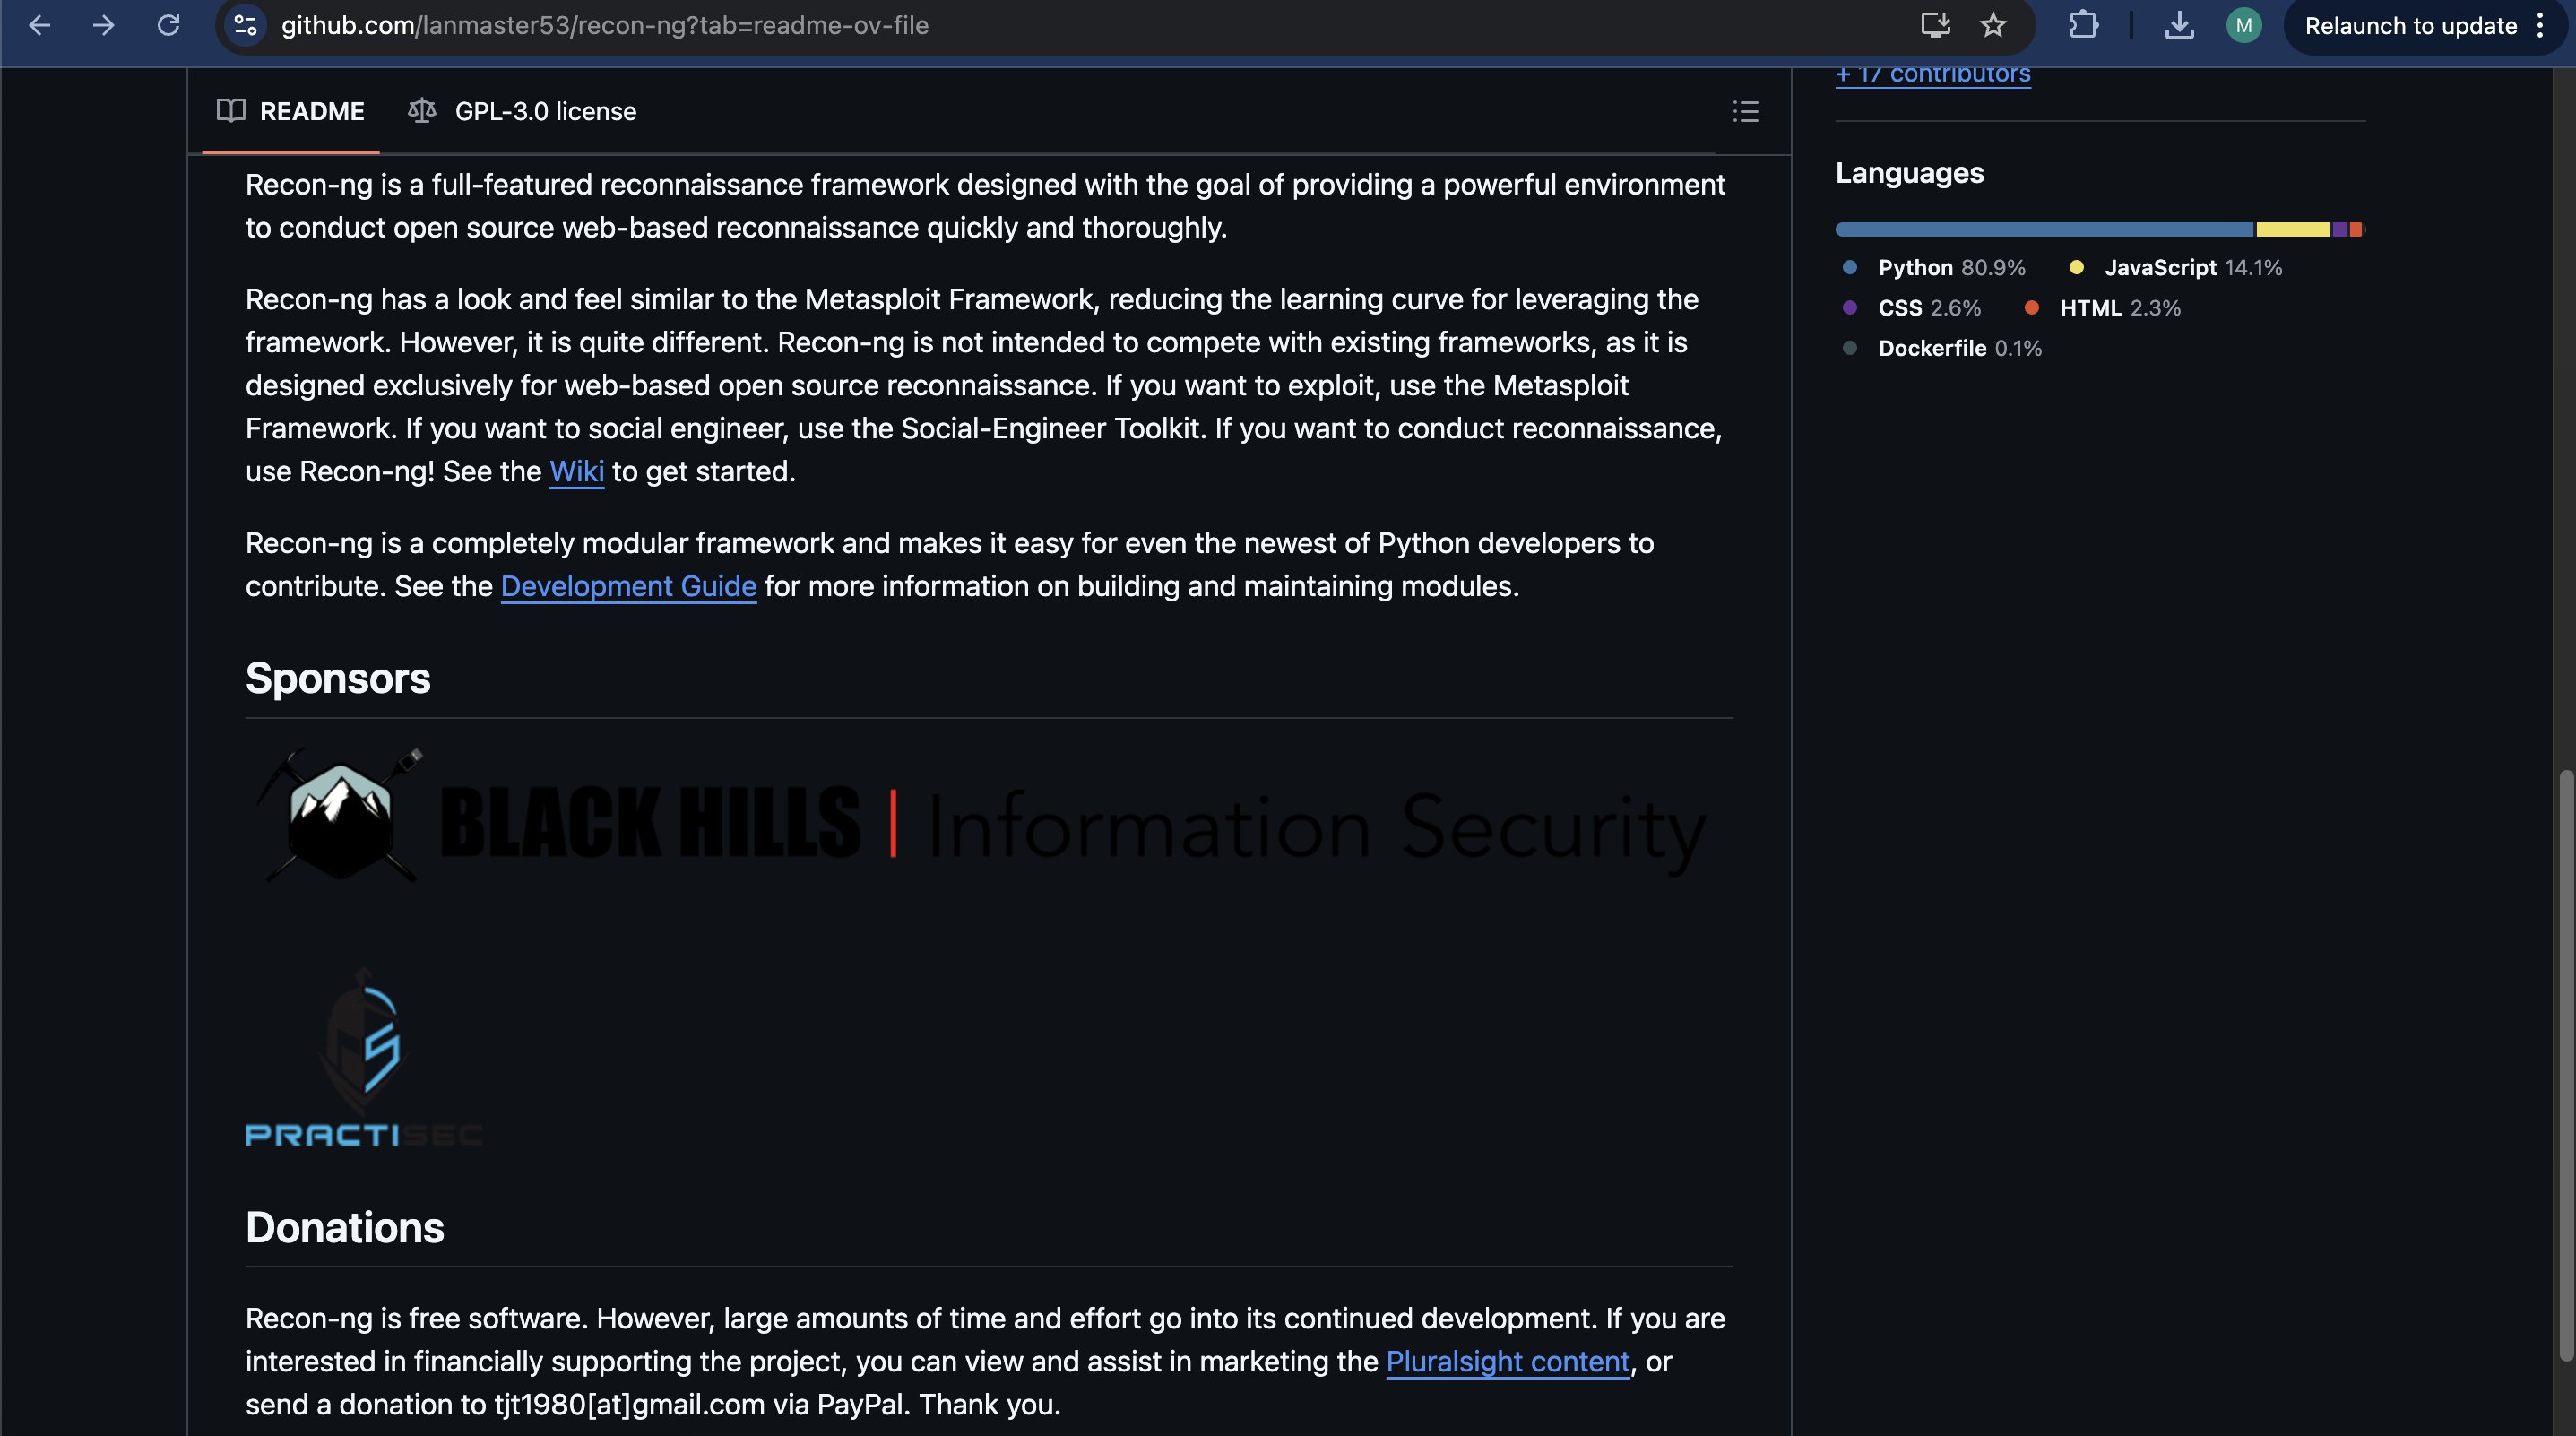 github.com/lanmaster53/recon-ng?tab=readme-ov-file
M
Relaunch to update
README
GPL-3.0 license
Recon-ng is a full-featured reconnaissance framework designed with the goal of providing a powerful environment
to conduct open source web-based reconnaissance quickly and thoroughly.
Recon-ng has a look and feel similar to the Metasploit Framework, reducing the learning curve for leveraging the
framework. However, it is quite different. Recon-ng is not intended to compete with existing frameworks, as it is
designed exclusively for web-based open source reconnaissance. If you want to exploit, use the Metasploit
Framework. If you want to social engineer, use the Social-Engineer Toolkit. If you want to conduct reconnaissance,
use Recon-ng! See the Wiki to get started.
Recon-ng is a completely modular framework and makes it easy for even the newest of Python developers to
contribute. See the Development Guide for more information on building and maintaining modules.
Sponsors
BLACK HILLS | Information Security
PRACTISEC
Donations
Recon-ng is free software. However, large amounts of time and effort go into its continued development. If you are
interested in financially supporting the project, you can view and assist in marketing the Pluralsight content, or
send a donation to tjt1980[at]gmail.com via PayPal. Thank you.
+ 17 contributors
Languages
Python 80.9% JavaScript 14.1%
CSS 2.6% HTML 2.3%
Dockerfile 0.1%